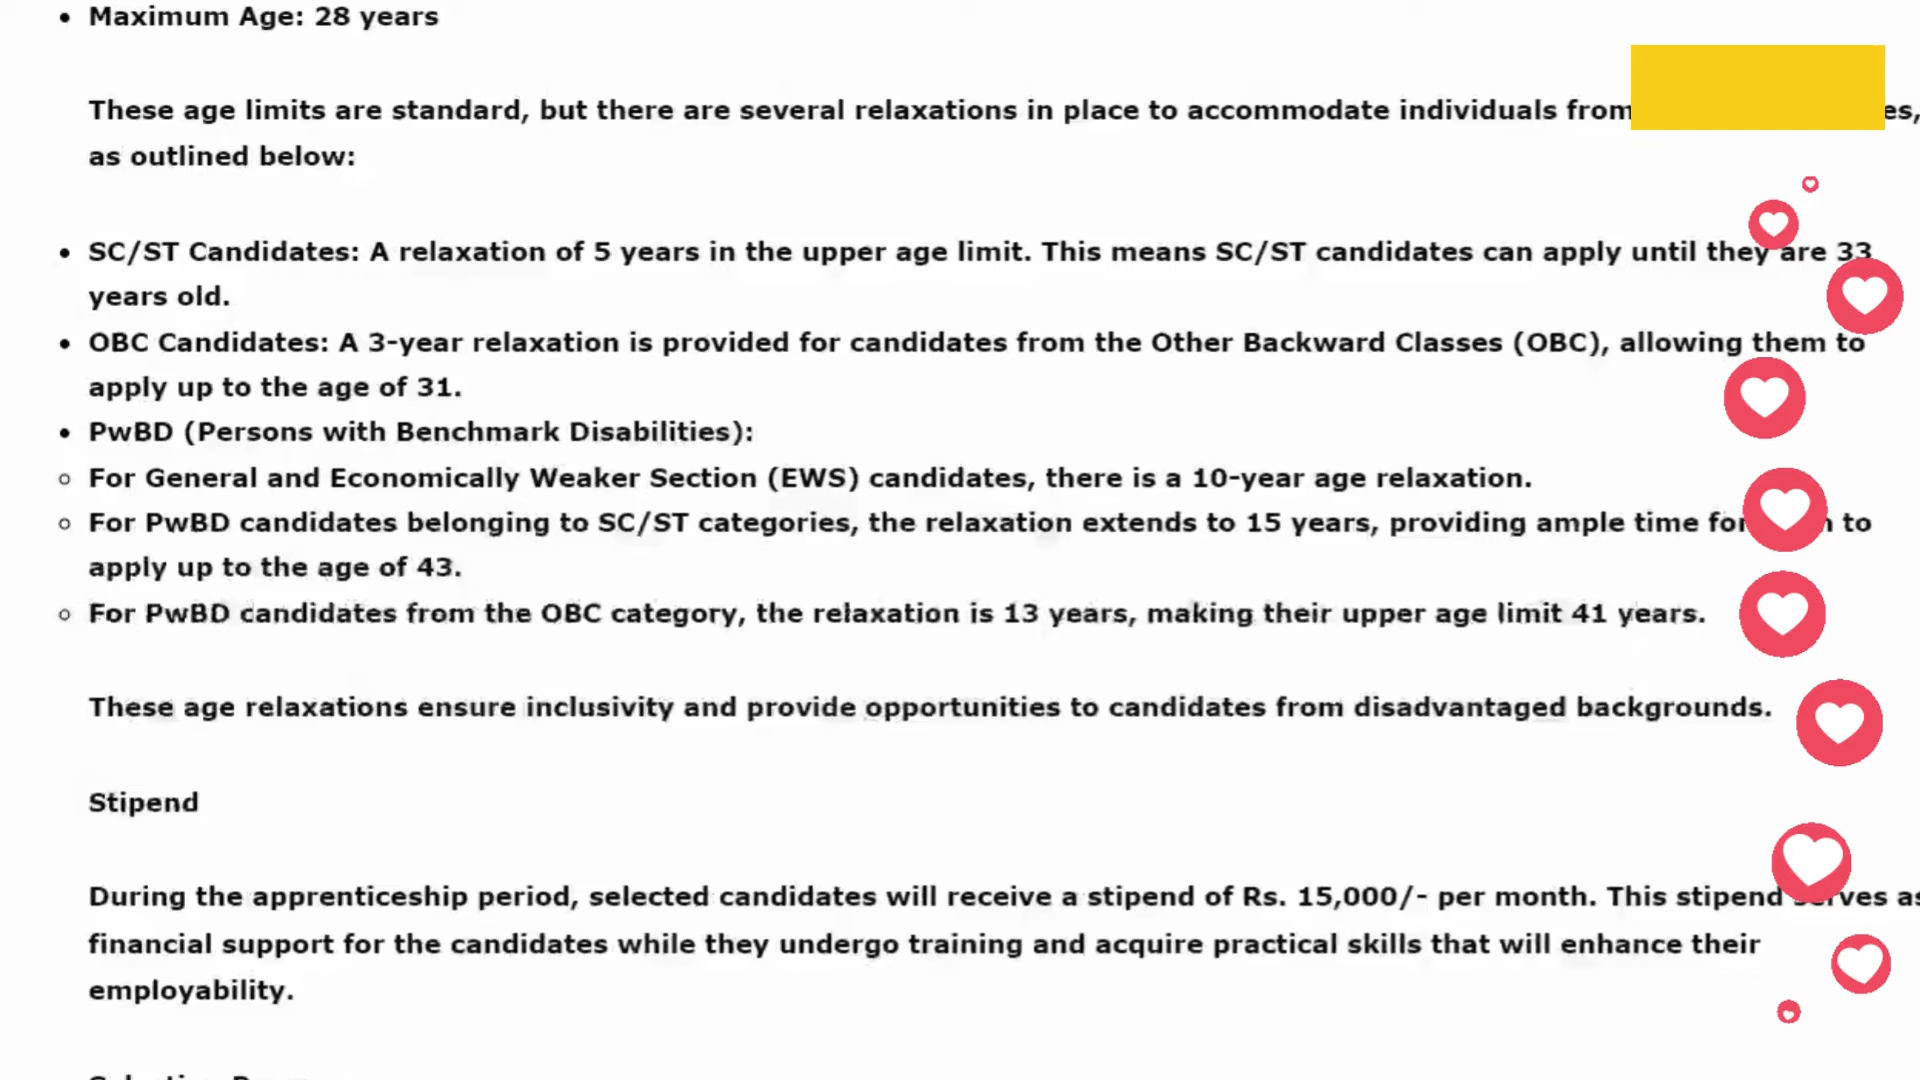 Maximum Age: 28 years
These age limits are standard, but there are several relaxations in place to accommodate individuals from
as outlined below:
SC/ST Candidates: A relaxation of 5 years in the upper age limit. This means SC/ST candidates can apply until they are 33
years old.
OBC Candidates: A 3-year relaxation is provided for candidates from the Other Backward Classes (OBC), allowing them to
apply up to the age of 31.
PwBD (Persons with Benchmark Disabilities):
For General and Economically Weaker Section (EWS) candidates, there is a 10-year age relaxation.
For PwBD candidates belonging to SC/ST categories, the relaxation extends to 15 years, providing ample time for to
apply up to the age of 43.
For PwBD candidates from the OBC category, the relaxation is 13 years, making their upper age limit 41 years.
These age relaxations ensure inclusivity and provide opportunities to candidates from disadvantaged backgrounds.
Stipend
During the apprenticeship period, selected candidates will receive a stipend of Rs. 15,000/- per month. This stipend serves as
financial support for the candidates while they undergo training and acquire practical skills that will enhance their
employability.